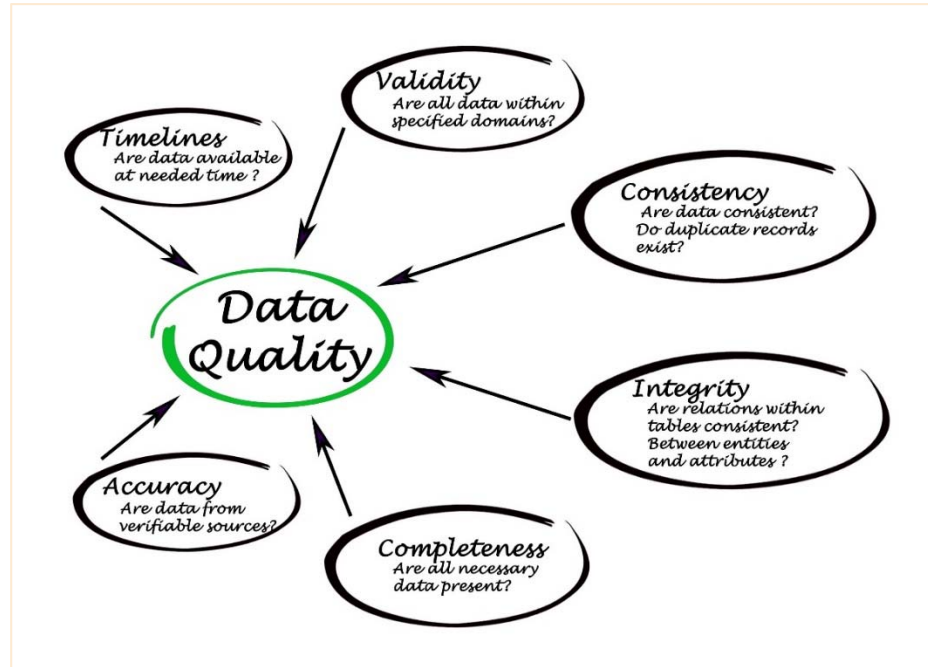 Validity
Are all data within
specified domains?
Timelines
Are data available
at needed time ?
Consistency
Are data consistent?
Do duplicate records
exist?
Data
Quality
Integrity
Are relations within
tables consistent?
Between entities
and attributes ?
Accuracy
Are data from
verifiable sources?
Completeness
Are all necessary
data present?